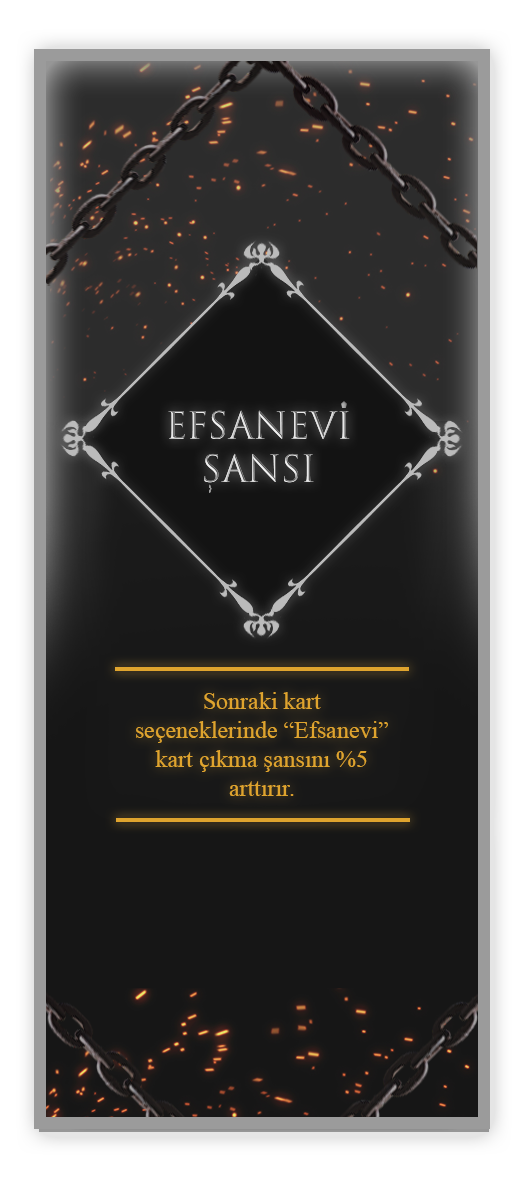 EFSANEVİ
ŞANSI
Sonraki kart
seçeneklerinde “Efsanevi”
kart çıkma şansını %5
arttırır.